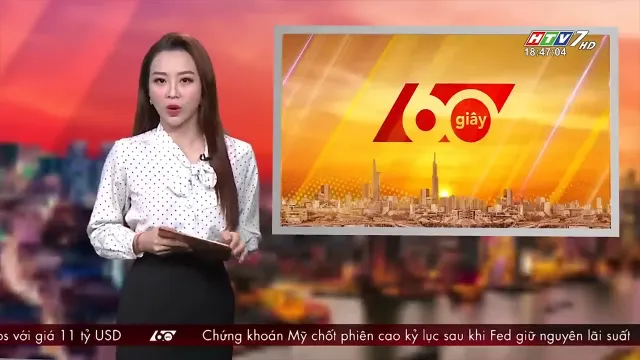 HTV7 HD
18:47:04
60 giây
os với giá 11 tỷ USD 60 Chứng khoán Mỹ chốt phiên cao kỷ lục sau khi Fed giữ nguyên lãi suất